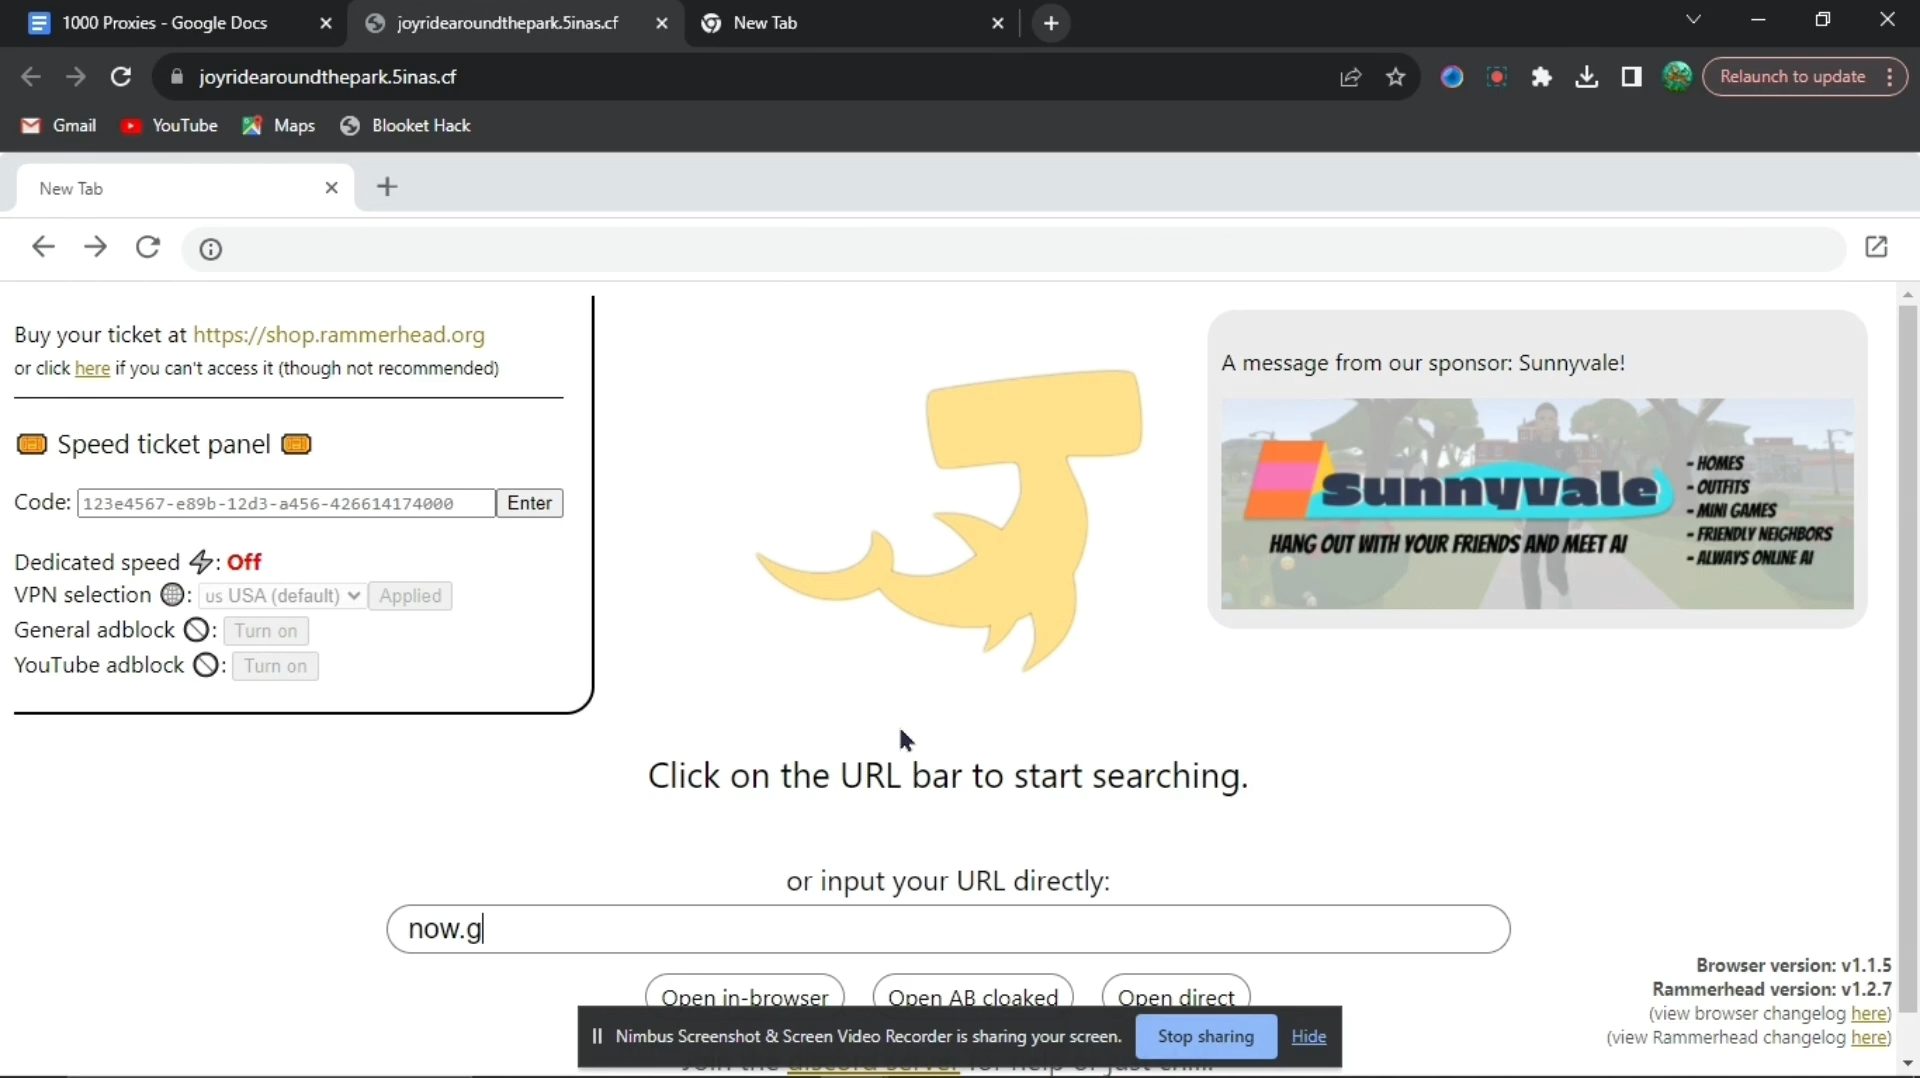 1000 Proxies - Google Docs
joyridearoundthepark.5inas.cf
New Tab
joyridearoundthepark.5inas.cf
Relaunch to update
Gmail
YouTube
Maps
Blooket Hack
New Tab
Buy your ticket at https://shop.rammerhead.org
or click here if you can't access it (though not recommended)
Speed ticket panel
Code: 123e4567-e89b-12d3-a456-426614174000 Enter
Dedicated speed ⚡: Off
VPN selection 🌐: us USA (default) Applied
General adblock 🚫: Turn on
YouTube adblock 🚫: Turn on
A message from our sponsor: Sunnyvale!
Sunnyvale
HANG OUT WITH YOUR FRIENDS AND MEET AI
- HOMES
- OUTFITS
- MINI GAMES
- FRIENDLY NEIGHBORS
- ALWAYS ONLINE AI
Click on the URL bar to start searching.
or input your URL directly:
now.g
Open in-browser
Open AB cloaked
Open direct
Browser version: v1.1.5
Rammerhead version: v1.2.7
(view browser changelog here)
(view Rammerhead changelog here)
Nimbus Screenshot & Screen Video Recorder is sharing your screen.
Stop sharing
Hide